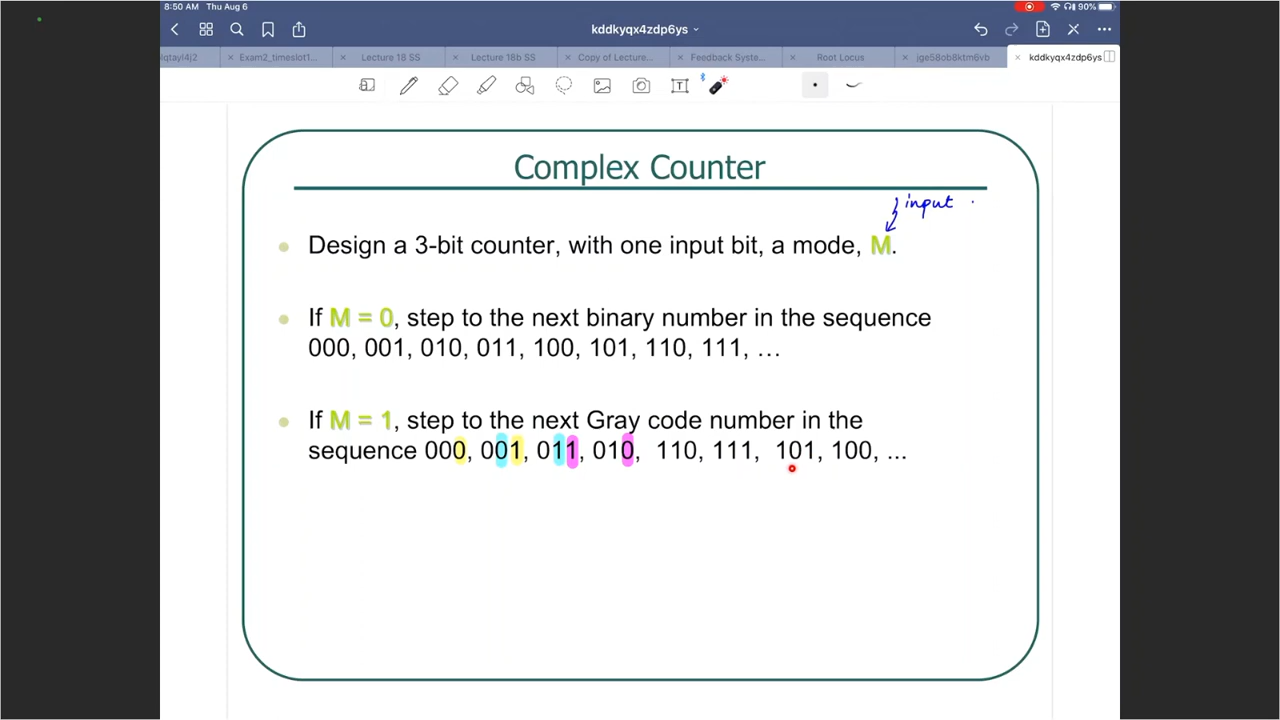 8:50 AM Thu Aug 6
90%
kddkyqx4zdp6ys
lqtayl4j2
Exam2_timeslot1...
Lecture 18 SS
Lecture 18b SS
Copy of Lecture...
Feedback Syste...
Root Locus
jge58ob8ktm6vb
kddkyqx4zdp6ys
T
Complex Counter
input
Design a 3-bit counter, with one input bit, a mode, M.
If M = 0, step to the next binary number in the sequence
000, 001, 010, 011, 100, 101, 110, 111, …
If M = 1, step to the next Gray code number in the
sequence 000, 001, 011, 010, 110, 111, 101, 100, ...